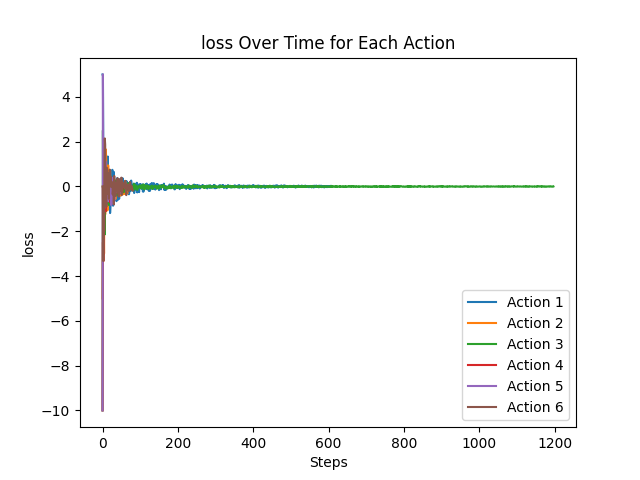 loss Over Time for Each Action
4
2
0
−2
−4
−6
−8
−10
loss
0 200 400 600 800 1000 1200
Steps
Action 1
Action 2
Action 3
Action 4
Action 5
Action 6